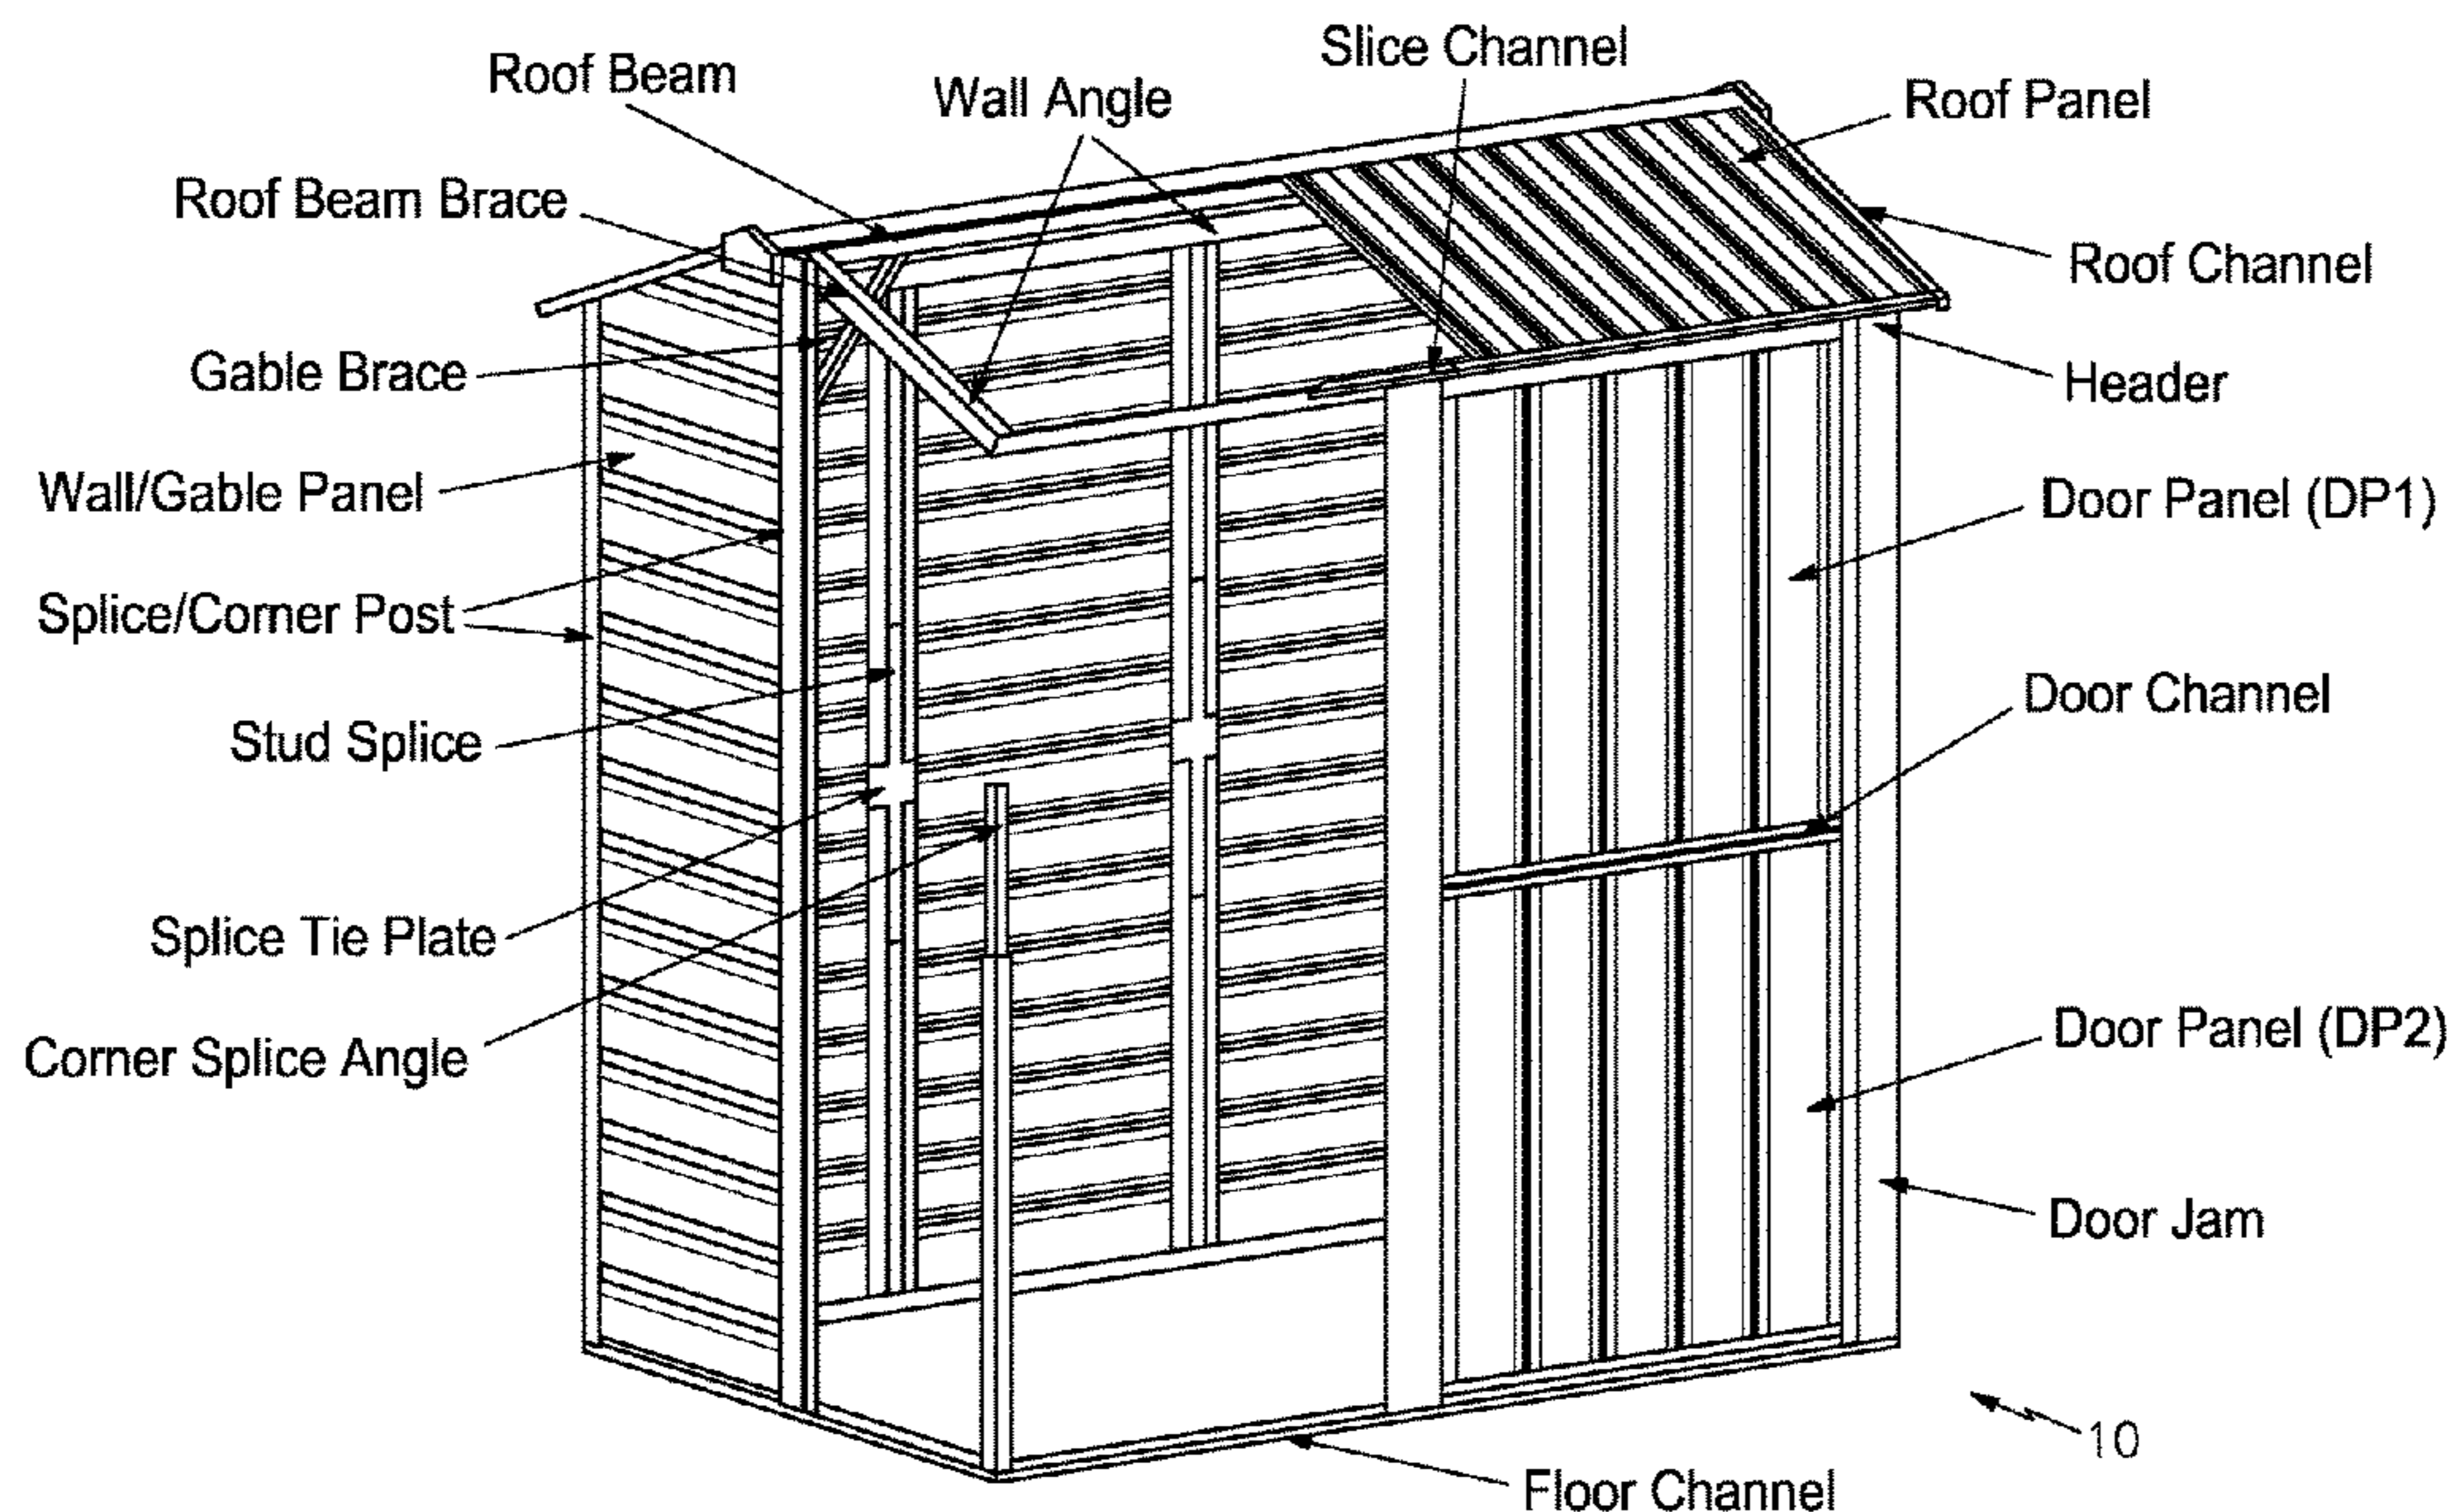 Slice Channel
Roof Beam
Wall Angle
Roof Panel
Roof Beam Brace
Roof Channel
Gable Brace
Header
Wall/Gable Panel
Door Panel (DP1)
Splice/Corner Post
Door Channel
Stud Splice
Splice Tie Plate
Door Panel (DP2)
Corner Splice Angle
Door Jam
10
Floor Channel